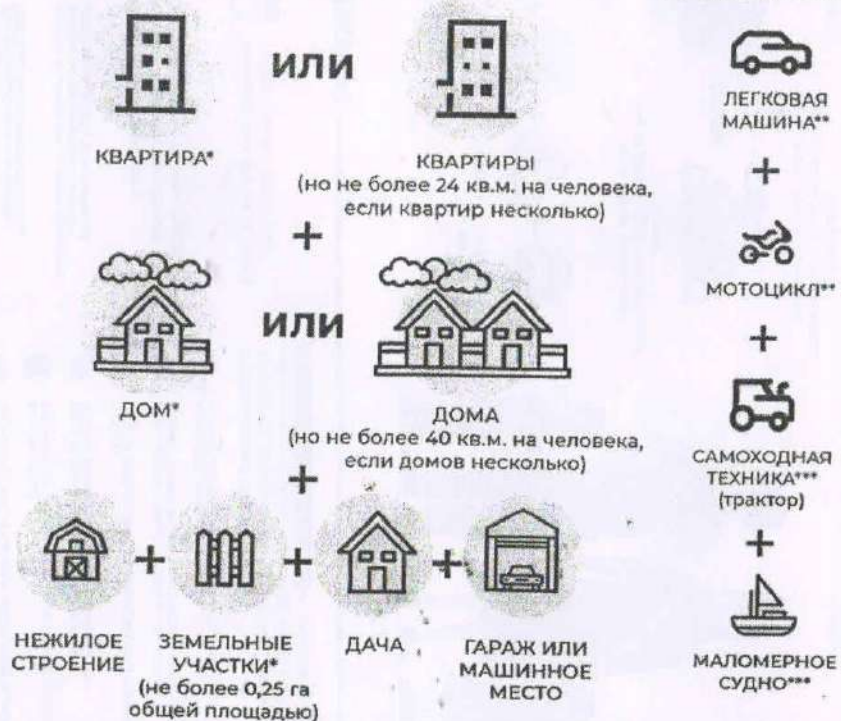 КВАРТИРА*
ИЛИ
КВАРТИРЫ
(но не более 24 кв.м. на человека,
если квартир несколько)
+
ДОМ*
ИЛИ
ДОМА
(но не более 40 кв.м. на человека,
если домов несколько)
+
НЕЖИЛОЕ
СТРОЕНИЕ
+
ЗЕМЕЛЬНЫЕ
УЧАСТКИ*
(не более 0,25 га
общей площадью)
+
ДАЧА
+
ГАРАЖ ИЛИ
МАШИННОЕ
МЕСТО
ЛЕГКОВАЯ
МАШИНА**
+
МОТОЦИКЛ**
+
САМОХОДНАЯ
ТЕХНИКА***
(трактор)
+
МАЛОМЕРНОЕ
СУДНО***